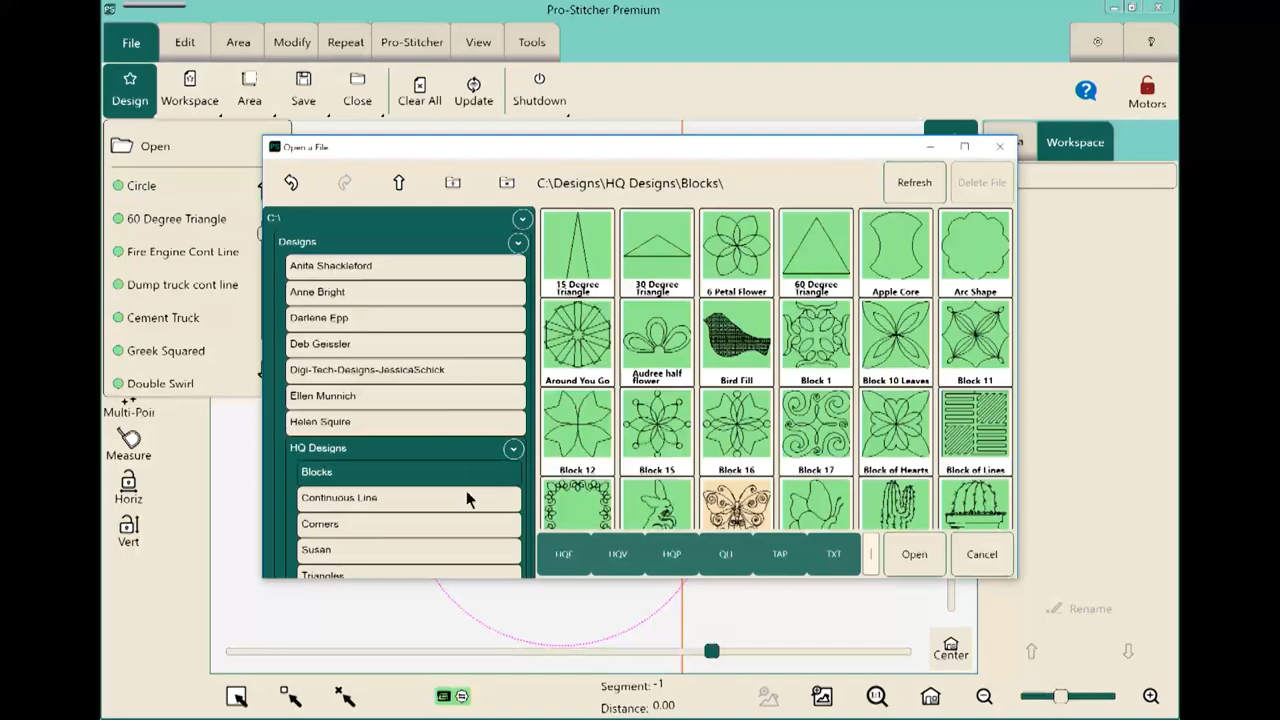 Pro-Stitcher Premium
File
Edit
Area
Modify
Repeat
Pro-Stitcher
View
Tools
Design
Workspace
Area
Save
Close
Clear All
Update
Shutdown
Motors
Open
Circle
60 Degree Triangle
Fire Engine Cont Line
Dump truck cont line
Cement Truck
Greek Squared
Double Swirl
Workspace
Open a File
C:\Designs\HQ Designs\Blocks\
Refresh
Delete File
C:\
Designs
Anita Shackleford
Anne Bright
Darlene Epp
Deb Geissler
Digi-Tech-Designs-JessicaSchick
Ellen Munnich
Helen Squire
HQ Designs
Blocks
Continuous Line
Corners
Susan
Triangles
15 Degree
Triangle
30 Degree
Triangle
6 Petal Flower
60 Degree
Triangle
Apple Core
Arc Shape
Around You Go
Audree half
flower
Bird Fill
Block 1
Block 10 Leaves
Block 11
Block 12
Block 15
Block 16
Block 17
Block of Hearts
Block of Lines
HQF
HQV
HQP
QLI
TAP
TXT
Open
Cancel
Measure
Horiz
Vert
Rename
Center
Segment: -1
Distance: 0.00